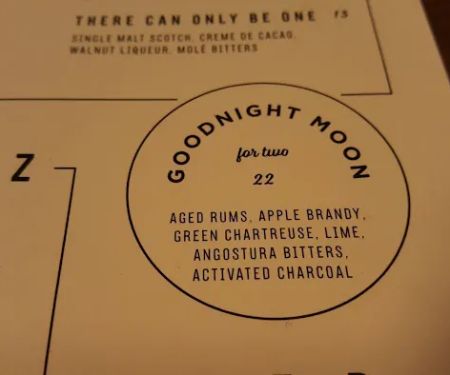 THERE CAN ONLY BE ONE 15
SINGLE MALT SCOTCH, CREME DE CACAO,
WALNUT LIQUEUR, MOLÉ BITTERS
Z
GOODNIGHT MOON
for two
22
AGED RUMS, APPLE BRANDY,
GREEN CHARTREUSE, LIME,
ANGOSTURA BITTERS,
ACTIVATED CHARCOAL